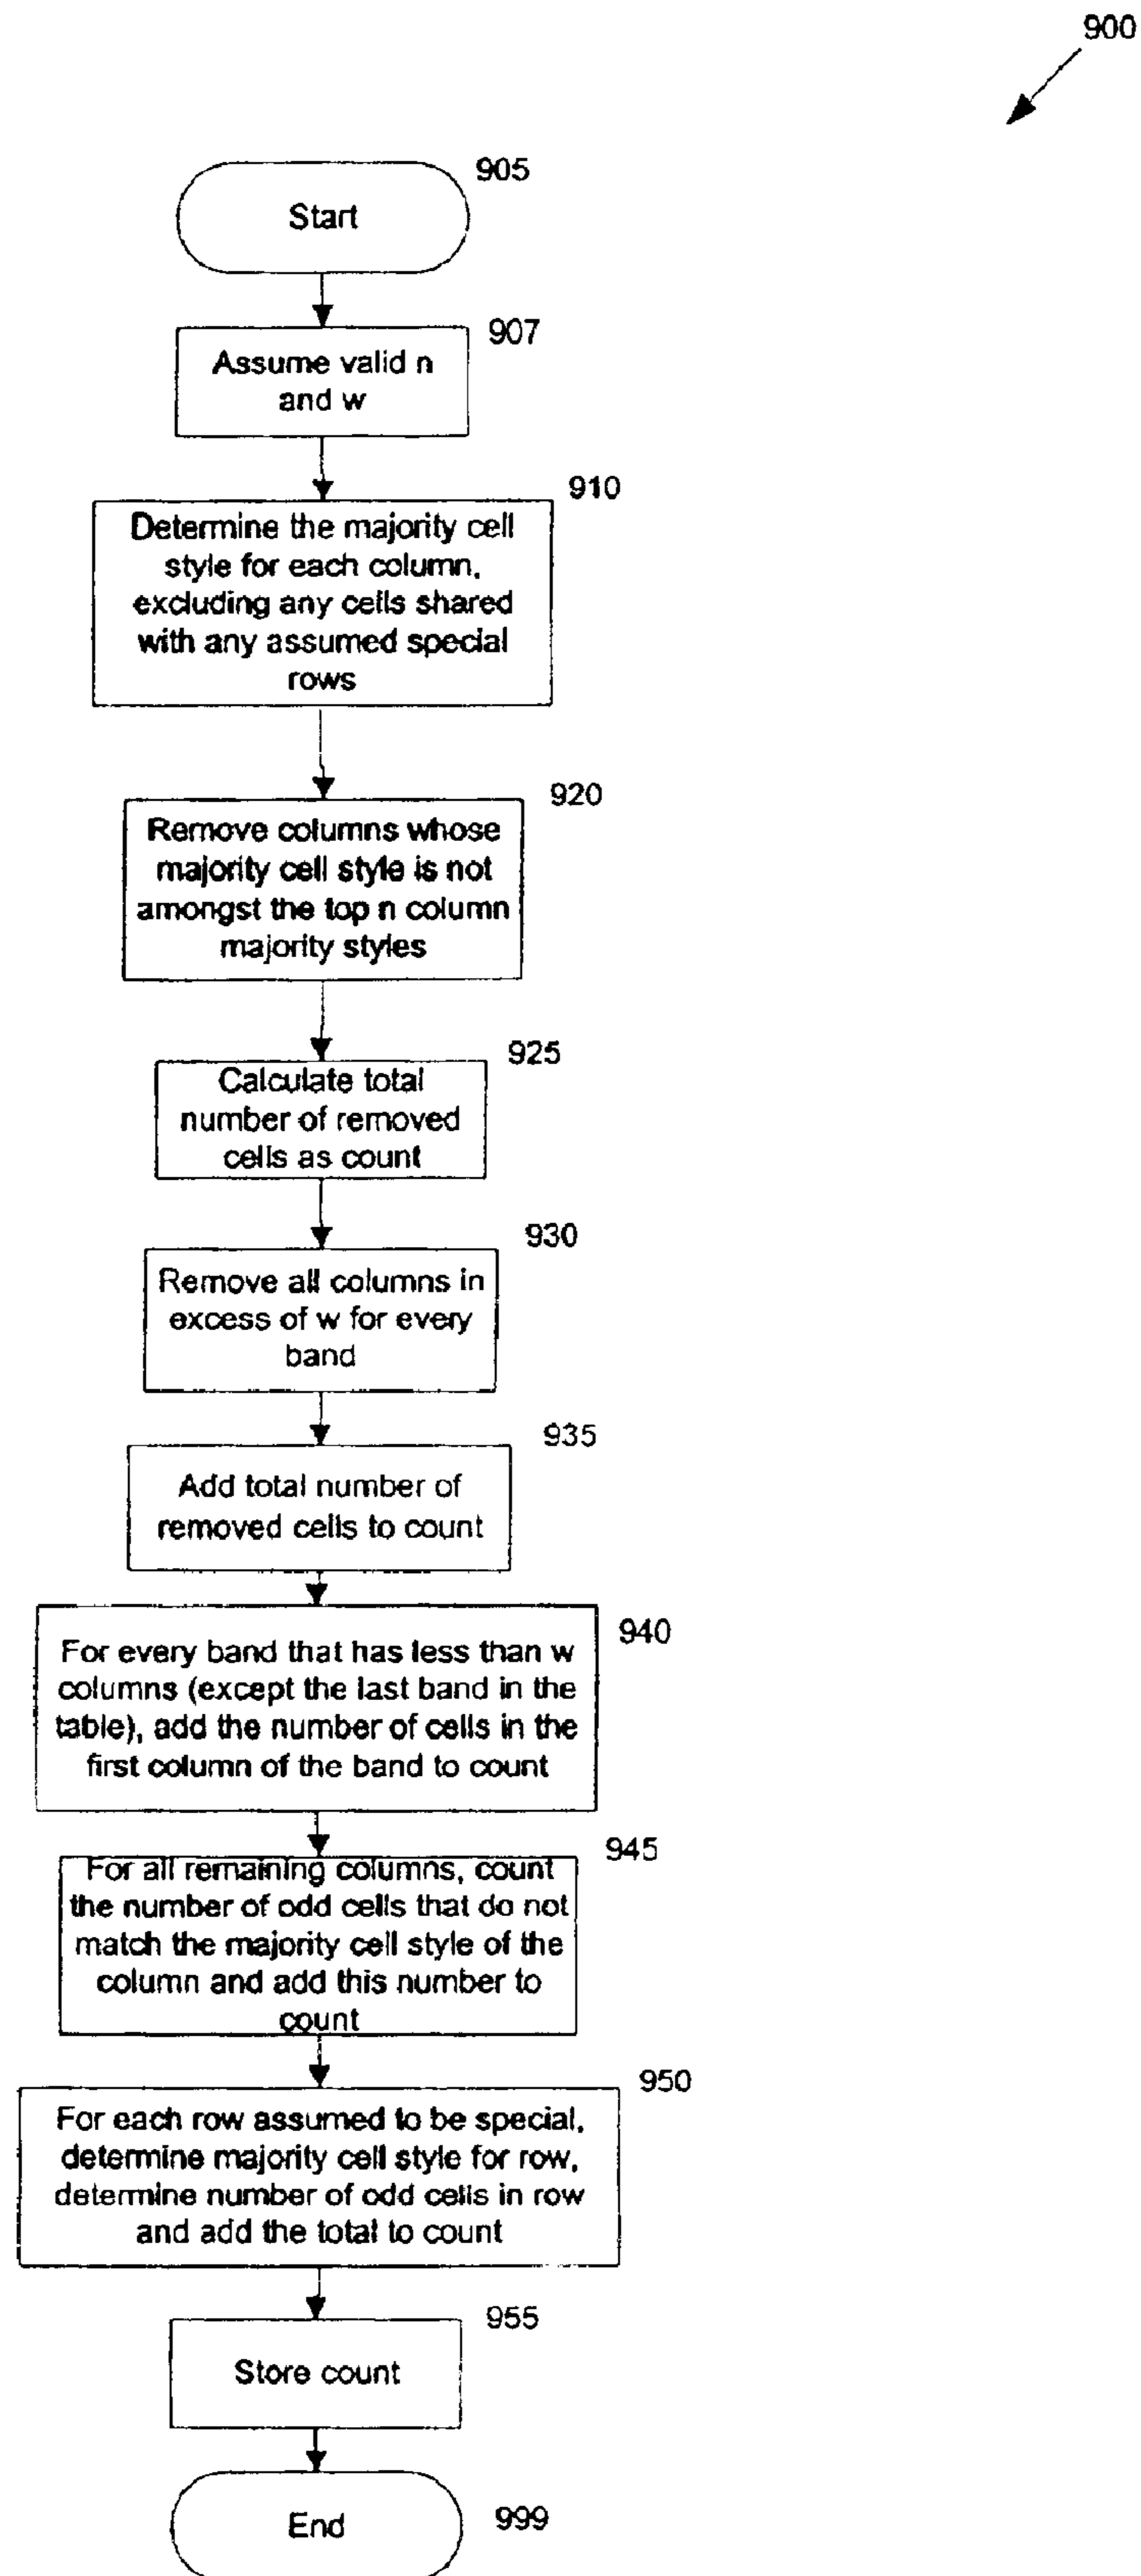 900
905
Start
907
Assume valid n
and w
910
Determine the majority cell
style for each column,
excluding any cells shared
with any assumed special
rows
920
Remove columns whose
majority cell style is not
amongst the top n column
majority styles
925
Calculate total
number of removed
cells as count
930
Remove all columns in
excess of w for every
band
935
Add total number of
removed cells to count
940
For every band that has less than w
columns (except the last band in the
table), add the number of cells in the
first column of the band to count
945
For all remaining columns, count
the number of odd cells that do not
match the majority cell style of the
column and add this number to
count
950
For each row assumed to be special,
determine majority cell style for row,
determine number of odd cells in row
and add the total to count
955
Store count
End
999